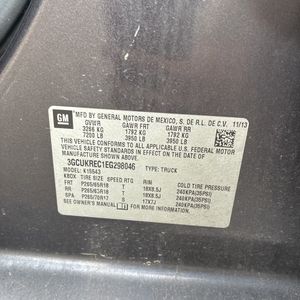 GM
MFD BY GENERAL MOTORS DE MEXICO, S. DE R.L. DE C.V.
11/13
GVWR GAWR FRT GAWR RR
3266 KG 1792 KG 1792 KG
7200 LB 3950 LB 3950 LB
THIS VEHICLE CONFORMS TO ALL APPLICABLE U.S. FEDERAL MOTOR
VEHICLE SAFETY STANDARDS IN EFFECT ON THE DATE OF
MANUFACTURE SHOWN ABOVE.
3GCUKREC1EG298046 TYPE: TRUCK
MODEL: K15543
TIRE SIZE SPEED RTG RIM COLD TIRE PRESSURE
FRT P265/65R18 T 18X8.5J 240KPA(35PSI)
RR P265/65R18 T 18X8.5J 240KPA(35PSI)
SPA P265/70R17 T 17X7J 240KPA(35PSI)
SEE OWNER'S MANUAL FOR ADDITIONAL INFORMATION